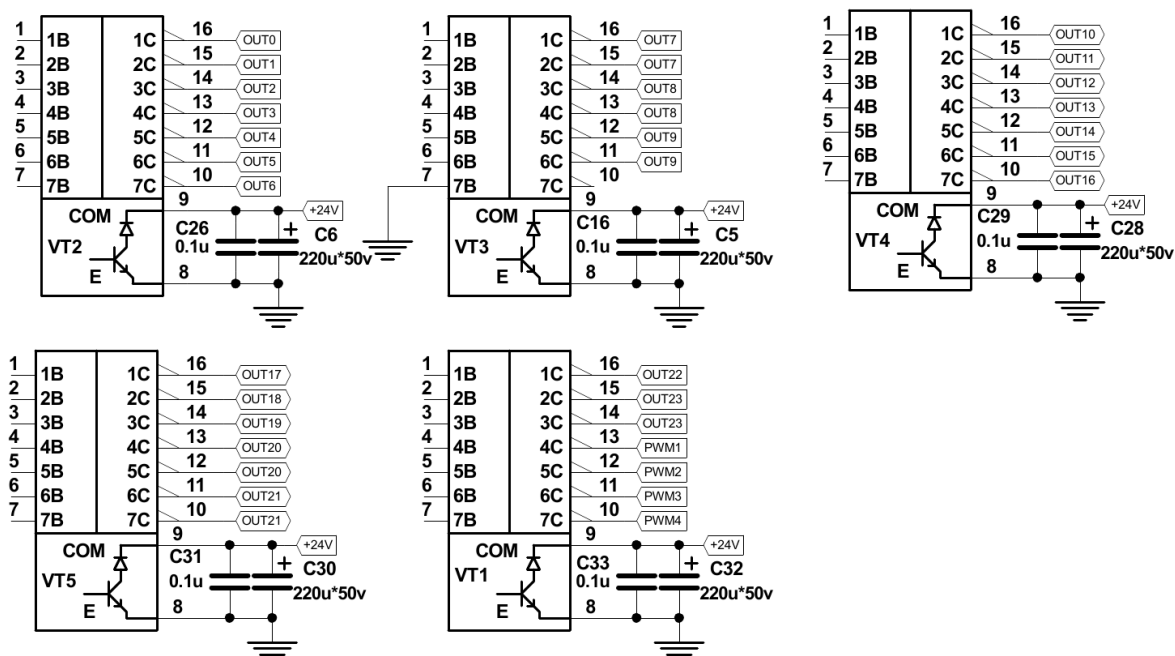 1 1B 1C 16 OUT0
2 2B 2C 15 OUT1
3 3B 3C 14 OUT2
4 4B 4C 13 OUT3
5 5B 5C 12 OUT4
6 6B 6C 11 OUT5
7 7B 7C 10 OUT6
COM 9 +24V
VT2 C26 C6
0.1u 220u*50v
E 8
1 1B 1C 16 OUT7
2 2B 2C 15 OUT7
3 3B 3C 14 OUT8
4 4B 4C 13 OUT8
5 5B 5C 12 OUT9
6 6B 6C 11 OUT9
7 7B 7C 10
COM 9 +24V
VT3 C16 C5
0.1u 220u*50v
E 8
1 1B 1C 16 OUT10
2 2B 2C 15 OUT11
3 3B 3C 14 OUT12
4 4B 4C 13 OUT13
5 5B 5C 12 OUT14
6 6B 6C 11 OUT15
7 7B 7C 10 OUT16
COM 9 +24V
VT4 C29 C28
0.1u 220u*50v
E 8
1 1B 1C 16 OUT17
2 2B 2C 15 OUT18
3 3B 3C 14 OUT19
4 4B 4C 13 OUT20
5 5B 5C 12 OUT20
6 6B 6C 11 OUT21
7 7B 7C 10 OUT21
COM 9 +24V
VT5 C31 C30
0.1u 220u*50v
E 8
1 1B 1C 16 OUT22
2 2B 2C 15 OUT23
3 3B 3C 14 OUT23
4 4B 4C 13 PWM1
5 5B 5C 12 PWM2
6 6B 6C 11 PWM3
7 7B 7C 10 PWM4
COM 9 +24V
VT1 C33 C32
0.1u 220u*50v
E 8